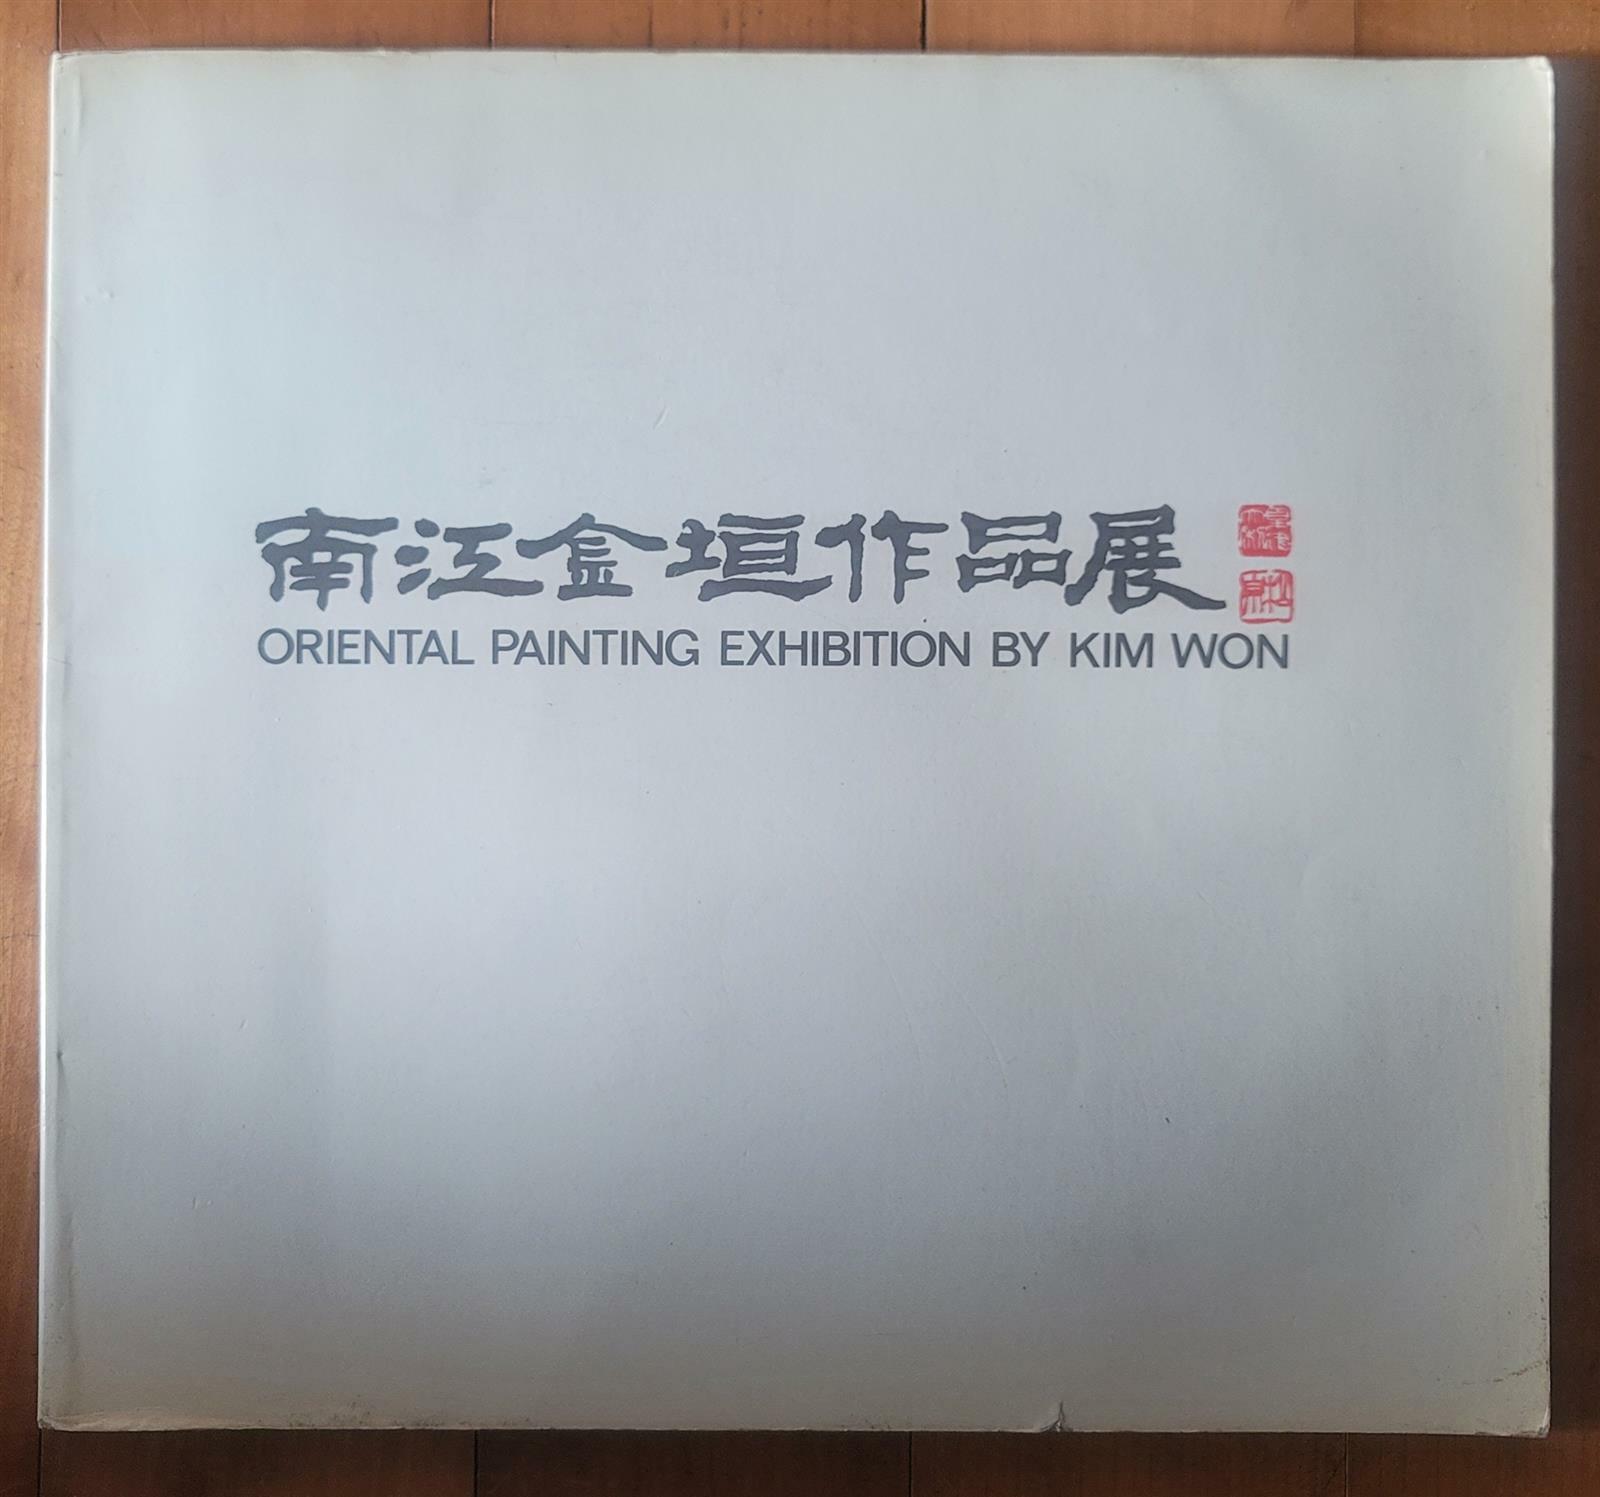 南江金垣作品展
ORIENTAL PAINTING EXHIBITION BY KIM WON